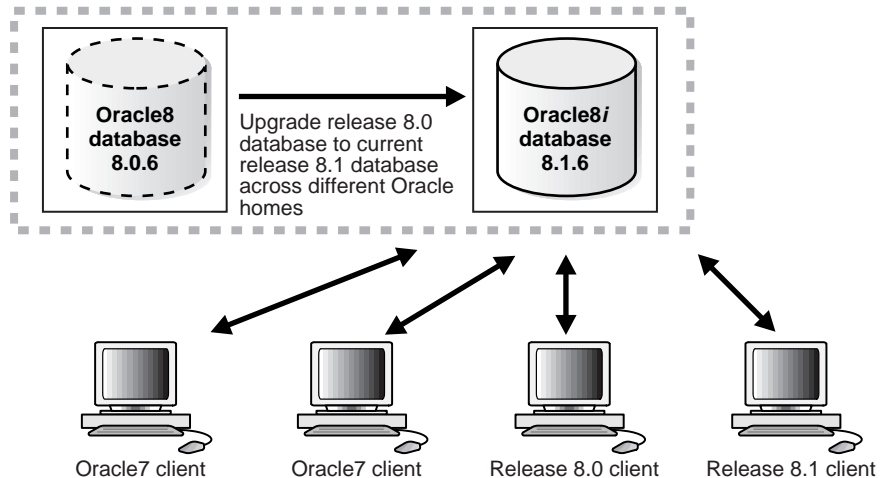 Oracle8
database
8.0.6
Upgrade release 8.0
database to current
release 8.1 database
across different Oracle
homes
Oracle8i
database
8.1.6
Oracle7 client
Oracle7 client
Release 8.0 client
Release 8.1 client